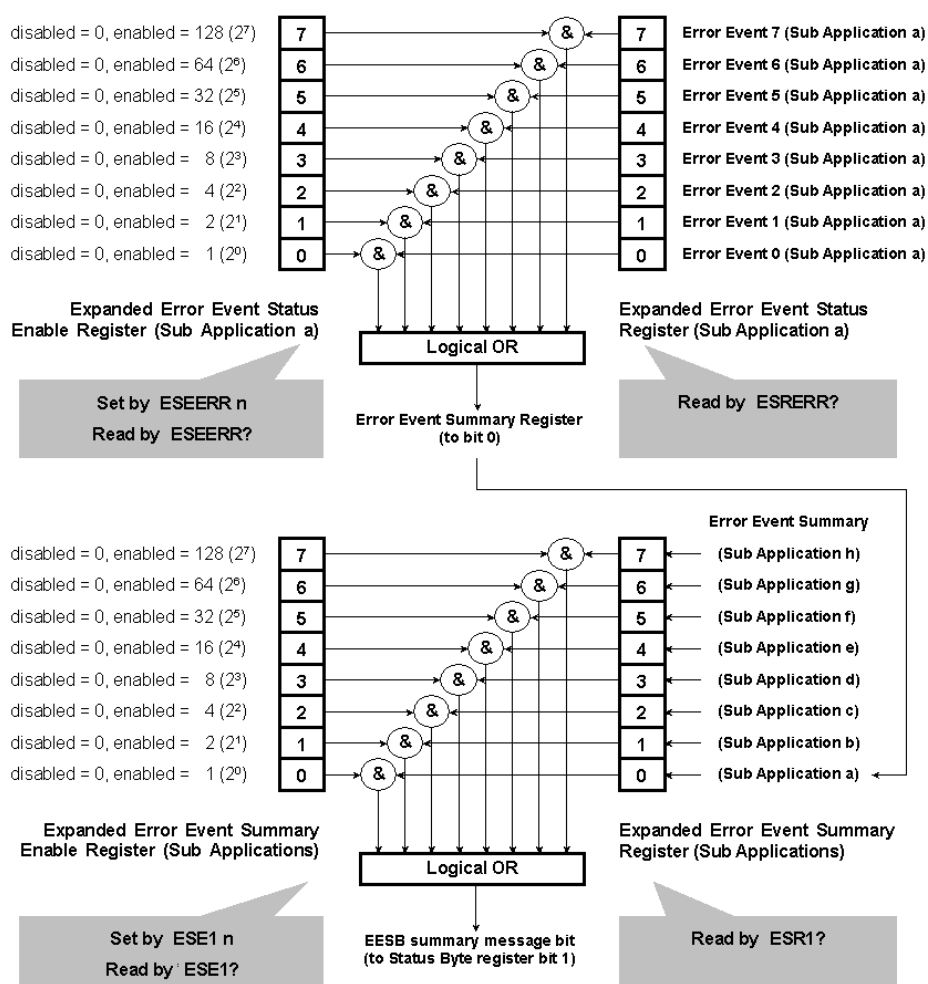 disabled = 0, enabled = 128 (2⁷) 7 & 7 Error Event 7 (Sub Application a)
disabled = 0, enabled = 64 (2⁶) 6 & 6 Error Event 6 (Sub Application a)
disabled = 0, enabled = 32 (2⁵) 5 & 5 Error Event 5 (Sub Application a)
disabled = 0, enabled = 16 (2⁴) 4 & 4 Error Event 4 (Sub Application a)
disabled = 0, enabled = 8 (2³) 3 & 3 Error Event 3 (Sub Application a)
disabled = 0, enabled = 4 (2²) 2 & 2 Error Event 2 (Sub Application a)
disabled = 0, enabled = 2 (2¹) 1 & 1 Error Event 1 (Sub Application a)
disabled = 0, enabled = 1 (2⁰) 0 & 0 Error Event 0 (Sub Application a)
Expanded Error Event Status
Enable Register (Sub Application a)
Expanded Error Event Status
Register (Sub Application a)
Logical OR
Set by ESEERR n
Read by ESEERR?
Read by ESRERR?
Error Event Summary Register
(to bit 0)
Error Event Summary
disabled = 0, enabled = 128 (2⁷) 7 & 7 (Sub Application h)
disabled = 0, enabled = 64 (2⁶) 6 & 6 (Sub Application g)
disabled = 0, enabled = 32 (2⁵) 5 & 5 (Sub Application f)
disabled = 0, enabled = 16 (2⁴) 4 & 4 (Sub Application e)
disabled = 0, enabled = 8 (2³) 3 & 3 (Sub Application d)
disabled = 0, enabled = 4 (2²) 2 & 2 (Sub Application c)
disabled = 0, enabled = 2 (2¹) 1 & 1 (Sub Application b)
disabled = 0, enabled = 1 (2⁰) 0 & 0 (Sub Application a)
Expanded Error Event Summary
Enable Register (Sub Applications)
Expanded Error Event Summary
Register (Sub Applications)
Logical OR
Set by ESE1 n
Read by ESE1?
Read by ESR1?
EESB summary message bit
(to Status Byte register bit 1)